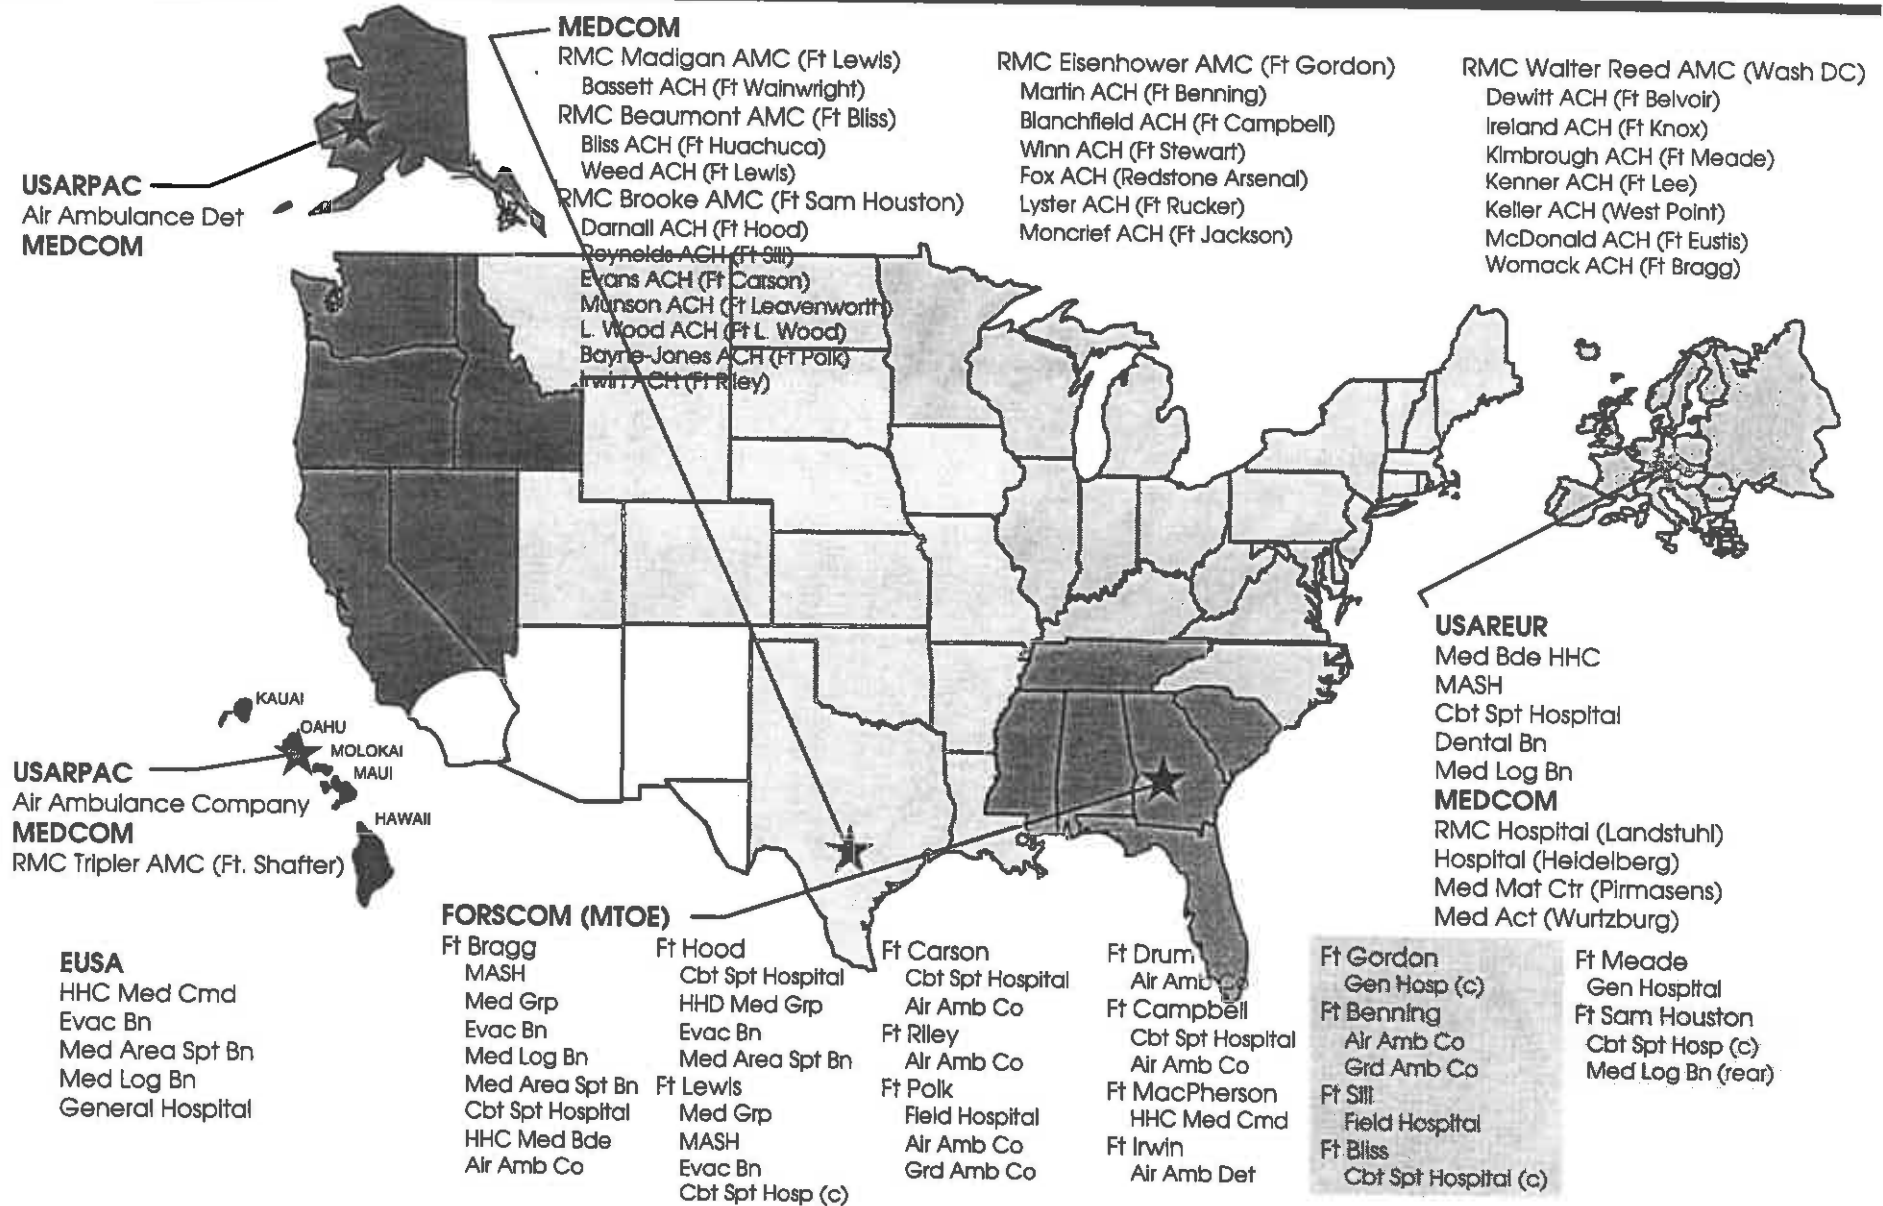 MEDCOM
RMC Madigan AMC (Ft Lewis)
Bassett ACH (Ft Wainwright)
RMC Beaumont AMC (Ft Bliss)
Bliss ACH (Ft Huachuca)
Weed ACH (Ft Lewis)
RMC Brooke AMC (Ft Sam Houston)
Darnall ACH (Ft Hood)
Reynolds ACH (Ft Sill)
Evans ACH (Ft Carson)
Munson ACH (Ft Leavenworth)
L. Wood ACH (Ft L. Wood)
Bayne-Jones ACH (Ft Polk)
Irwin ACH (Ft Riley)
RMC Eisenhower AMC (Ft Gordon)
Martin ACH (Ft Benning)
Blanchfield ACH (Ft Campbell)
Winn ACH (Ft Stewart)
Fox ACH (Redstone Arsenal)
Lyster ACH (Ft Rucker)
Moncrief ACH (Ft Jackson)
RMC Walter Reed AMC (Wash DC)
Dewitt ACH (Ft Belvoir)
Ireland ACH (Ft Knox)
Kimbrough ACH (Ft Meade)
Kenner ACH (Ft Lee)
Keller ACH (West Point)
McDonald ACH (Ft Eustis)
Womack ACH (Ft Bragg)
USARPAC
Air Ambulance Det
MEDCOM
KAUAI
OAHU
MOLOKAI
MAUI
HAWAII
USARPAC
Air Ambulance Company
MEDCOM
RMC Tripler AMC (Ft. Shafter)
USAREUR
Med Bde HHC
MASH
Cbt Spt Hospital
Dental Bn
Med Log Bn
MEDCOM
RMC Hospital (Landstuhl)
Hospital (Heidelberg)
Med Mat Ctr (Pirmasens)
Med Act (Wurtzburg)
EUSA
HHC Med Cmd
Evac Bn
Med Area Spt Bn
Med Log Bn
General Hospital
FORSCOM (MTOE)
Ft Bragg
MASH
Med Grp
Evac Bn
Med Log Bn
Med Area Spt Bn
Cbt Spt Hospital
HHC Med Bde
Air Amb Co
Ft Hood
Cbt Spt Hospital
HHD Med Grp
Evac Bn
Med Area Spt Bn
Ft Lewis
Med Grp
MASH
Evac Bn
Cbt Spt Hosp (c)
Ft Carson
Cbt Spt Hospital
Air Amb Co
Ft Riley
Air Amb Co
Ft Polk
Field Hospital
Air Amb Co
Grd Amb Co
Ft Drum
Air Amb Co
Ft Campbell
Cbt Spt Hospital
Air Amb Co
Ft MacPherson
HHC Med Cmd
Ft Irwin
Air Amb Det
Ft Gordon
Gen Hosp (c)
Ft Benning
Air Amb Co
Grd Amb Co
Ft Sill
Field Hospital
Ft Bliss
Cbt Spt Hospital (c)
Ft Meade
Gen Hospital
Ft Sam Houston
Cbt Spt Hosp (c)
Med Log Bn (rear)